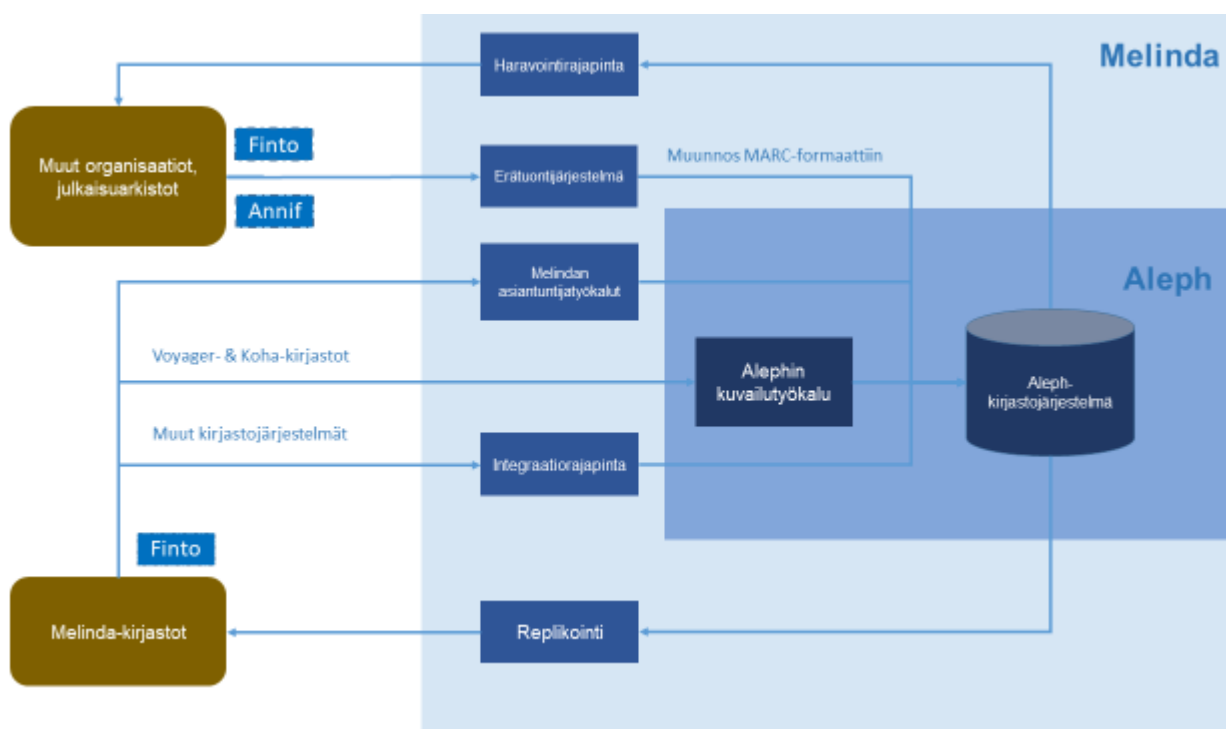 Melinda
Haravointirajapinta
Finto
Muut organisaatiot,
julkaisuarkistot
Muunnos MARC-formaattiin
Erätuontijärjestelmä
Annif
Melindan
asiantuntijatyökalut
Aleph
Voyager- & Koha-kirjastot
Alephin
kuvailutyökalu
Aleph-
kirjastojärjestelmä
Muut kirjastojärjestelmät
Integraatiorajapinta
Finto
Melinda-kirjastot
Replikointi